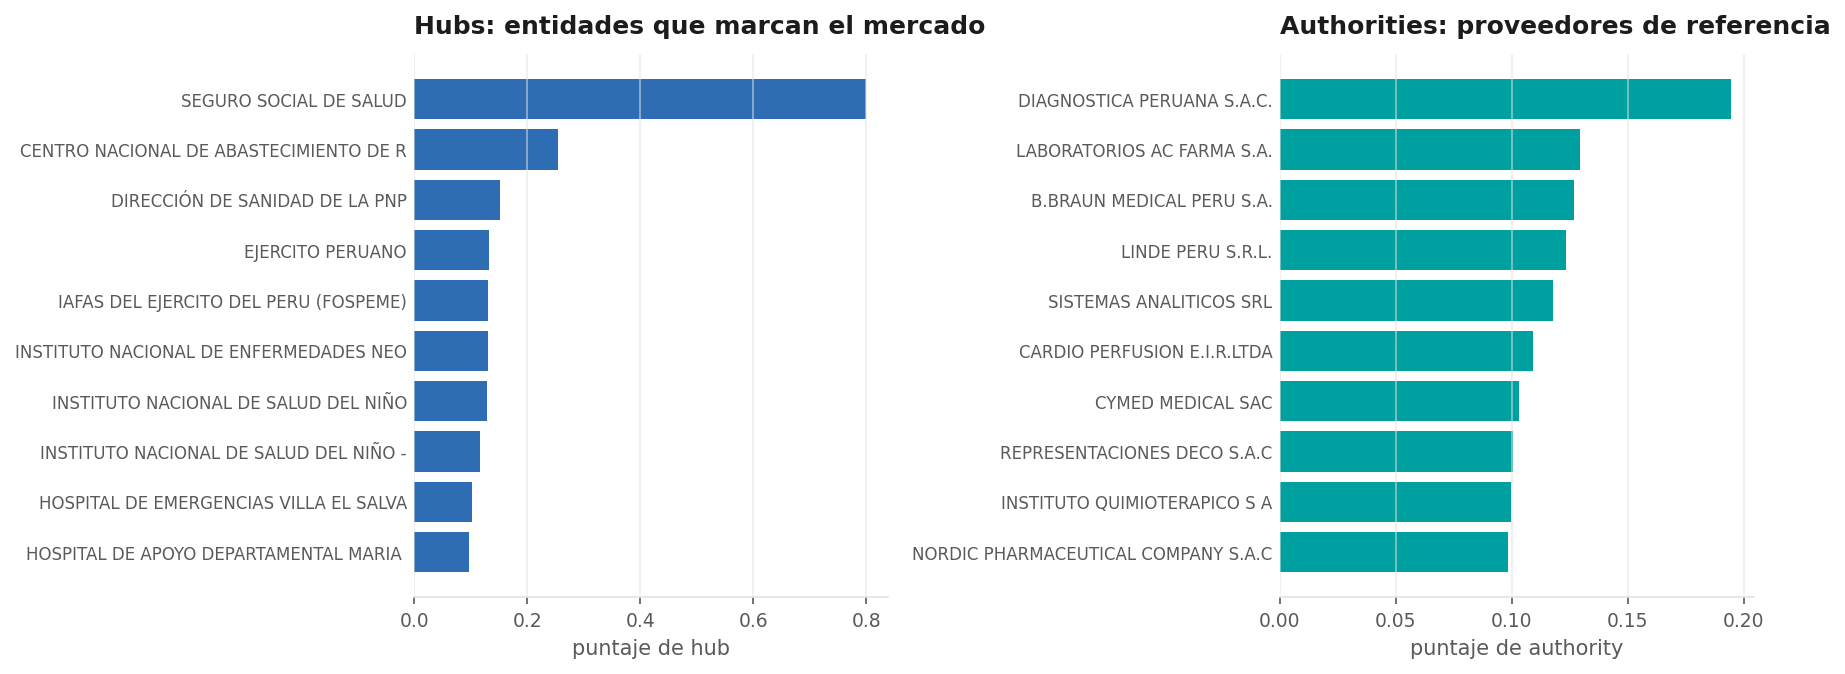 Hubs: entidades que marcan el mercado
SEGURO SOCIAL DE SALUD
CENTRO NACIONAL DE ABASTECIMIENTO DE R
DIRECCIÓN DE SANIDAD DE LA PNP
EJERCITO PERUANO
IAFAS DEL EJERCITO DEL PERU (FOSPEME)
INSTITUTO NACIONAL DE ENFERMEDADES NEO
INSTITUTO NACIONAL DE SALUD DEL NIÑO
INSTITUTO NACIONAL DE SALUD DEL NIÑO -
HOSPITAL DE EMERGENCIAS VILLA EL SALVA
HOSPITAL DE APOYO DEPARTAMENTAL MARIA
0.0 0.2 0.4 0.6 0.8
puntaje de hub
Authorities: proveedores de referencia
DIAGNOSTICA PERUANA S.A.C.
LABORATORIOS AC FARMA S.A.
B.BRAUN MEDICAL PERU S.A.
LINDE PERU S.R.L.
SISTEMAS ANALITICOS SRL
CARDIO PERFUSION E.I.R.LTDA
CYMED MEDICAL SAC
REPRESENTACIONES DECO S.A.C
INSTITUTO QUIMIOTERAPICO S A
NORDIC PHARMACEUTICAL COMPANY S.A.C
0.00 0.05 0.10 0.15 0.20
puntaje de authority